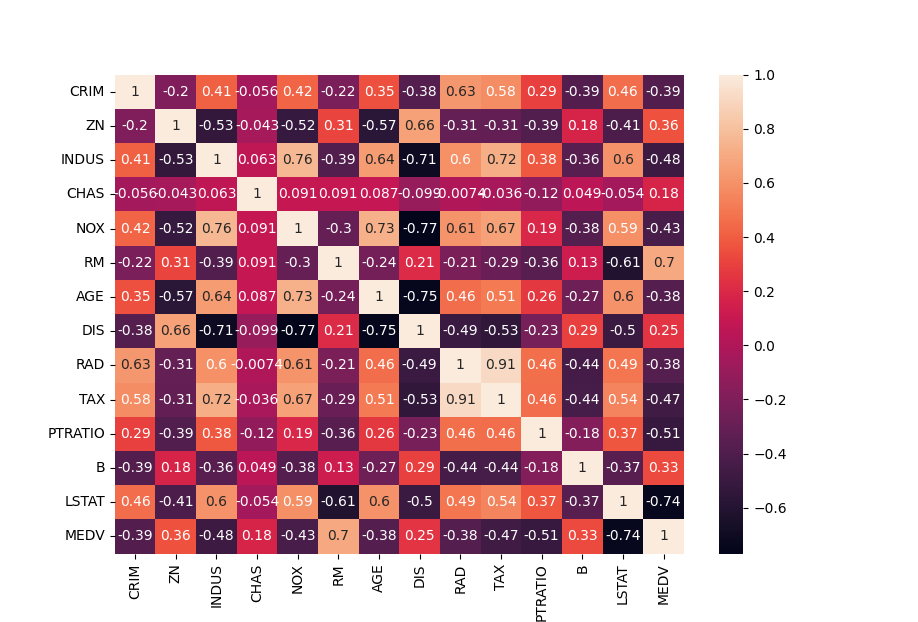 CRIM 1 -0.2 0.41 -0.056 0.42 -0.22 0.35 -0.38 0.63 0.58 0.29 -0.39 0.46 -0.39
ZN -0.2 1 -0.53 -0.043 -0.52 0.31 -0.57 0.66 -0.31 -0.31 -0.39 0.18 -0.41 0.36
INDUS 0.41 -0.53 1 0.063 0.76 -0.39 0.64 -0.71 0.6 0.72 0.38 -0.36 0.6 -0.48
CHAS -0.056 -0.043 0.063 1 0.091 0.091 0.087 -0.099 -0.0074 -0.036 -0.12 0.049 -0.054 0.18
NOX 0.42 -0.52 0.76 0.091 1 -0.3 0.73 -0.77 0.61 0.67 0.19 -0.38 0.59 -0.43
RM -0.22 0.31 -0.39 0.091 -0.3 1 -0.24 0.21 -0.21 -0.29 -0.36 0.13 -0.61 0.7
AGE 0.35 -0.57 0.64 0.087 0.73 -0.24 1 -0.75 0.46 0.51 0.26 -0.27 0.6 -0.38
DIS -0.38 0.66 -0.71 -0.099 -0.77 0.21 -0.75 1 -0.49 -0.53 -0.23 0.29 -0.5 0.25
RAD 0.63 -0.31 0.6 -0.0074 0.61 -0.21 0.46 -0.49 1 0.91 0.46 -0.44 0.49 -0.38
TAX 0.58 -0.31 0.72 -0.036 0.67 -0.29 0.51 -0.53 0.91 1 0.46 -0.44 0.54 -0.47
PTRATIO 0.29 -0.39 0.38 -0.12 0.19 -0.36 0.26 -0.23 0.46 0.46 1 -0.18 0.37 -0.51
B -0.39 0.18 -0.36 0.049 -0.38 0.13 -0.27 0.29 -0.44 -0.44 -0.18 1 -0.37 0.33
LSTAT 0.46 -0.41 0.6 -0.054 0.59 -0.61 0.6 -0.5 0.49 0.54 0.37 -0.37 1 -0.74
MEDV -0.39 0.36 -0.48 0.18 -0.43 0.7 -0.38 0.25 -0.38 -0.47 -0.51 0.33 -0.74 1
CRIM ZN INDUS CHAS NOX RM AGE DIS RAD TAX PTRATIO B LSTAT MEDV
1.0
0.8
0.6
0.4
0.2
0.0
−0.2
−0.4
−0.6